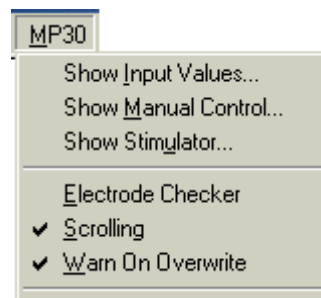 MP30
Show Input Values...
Show Manual Control...
Show Stimulator...
Electrode Checker
Scrolling
Warn On Overwrite